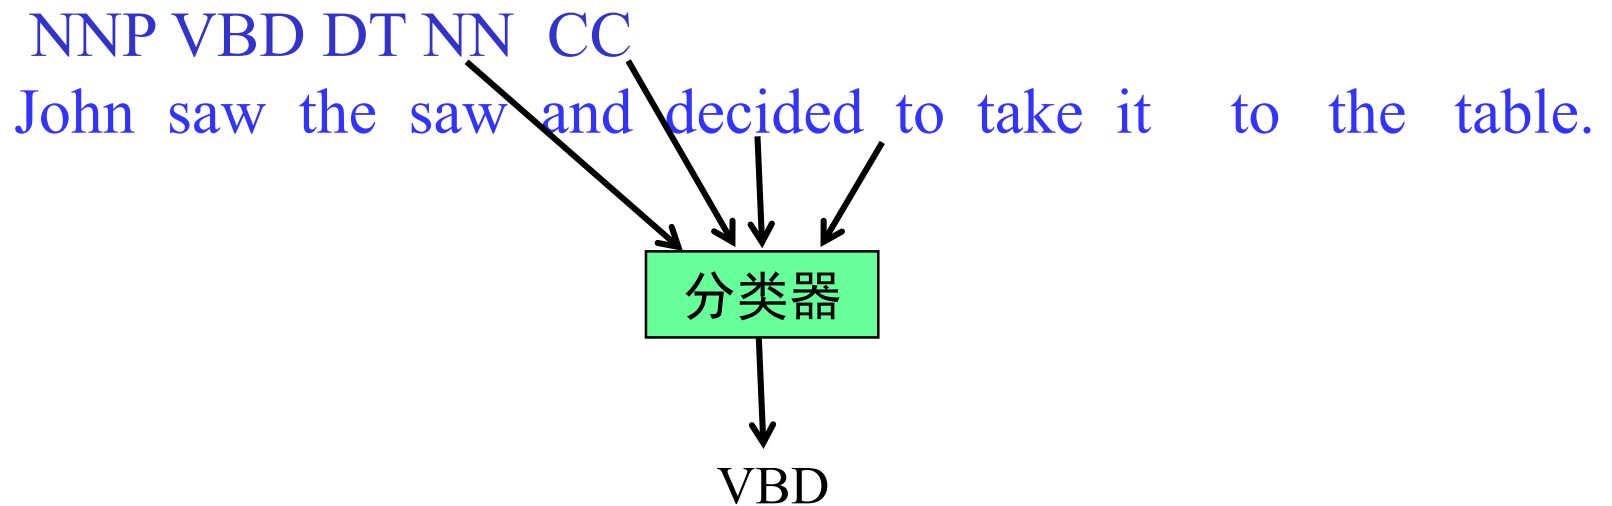 NNP VBD DT NN CC
John saw the saw and decided to take it to the table.
分类器
VBD